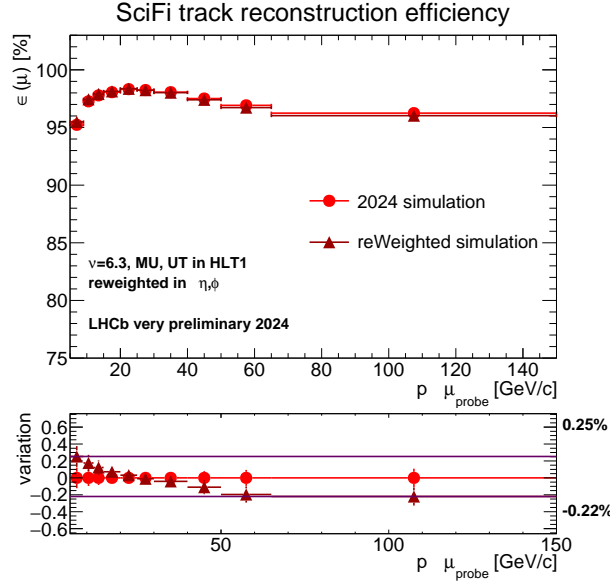 SciFi track reconstruction efficiency
ε (μ) [%]
100
95
90
85
80
75
2024 simulation
reWeighted simulation
ν=6.3, MU, UT in HLT1
reweighted in η,ϕ
LHCb very preliminary 2024
20 40 60 80 100 120 140
p μprobe [GeV/c]
variation
0.6
0.4
0.2
0
−0.2
−0.4
−0.6
0.25%
-0.22%
50 100 150
p μprobe [GeV/c]